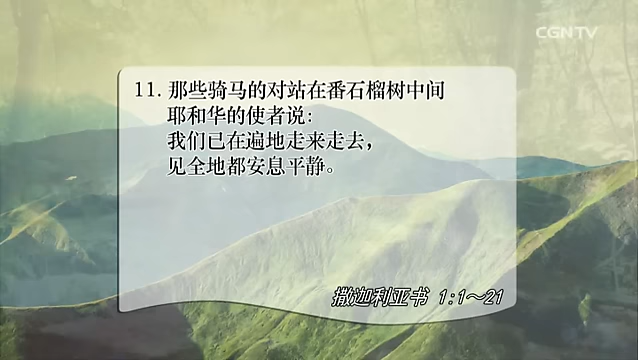 CGNTV
11. 那些骑马的对站在番石榴树中间
耶和华的使者说:
我们已在遍地走来走去，
见全地都安息平静。
撒迦利亚书 1:1～21